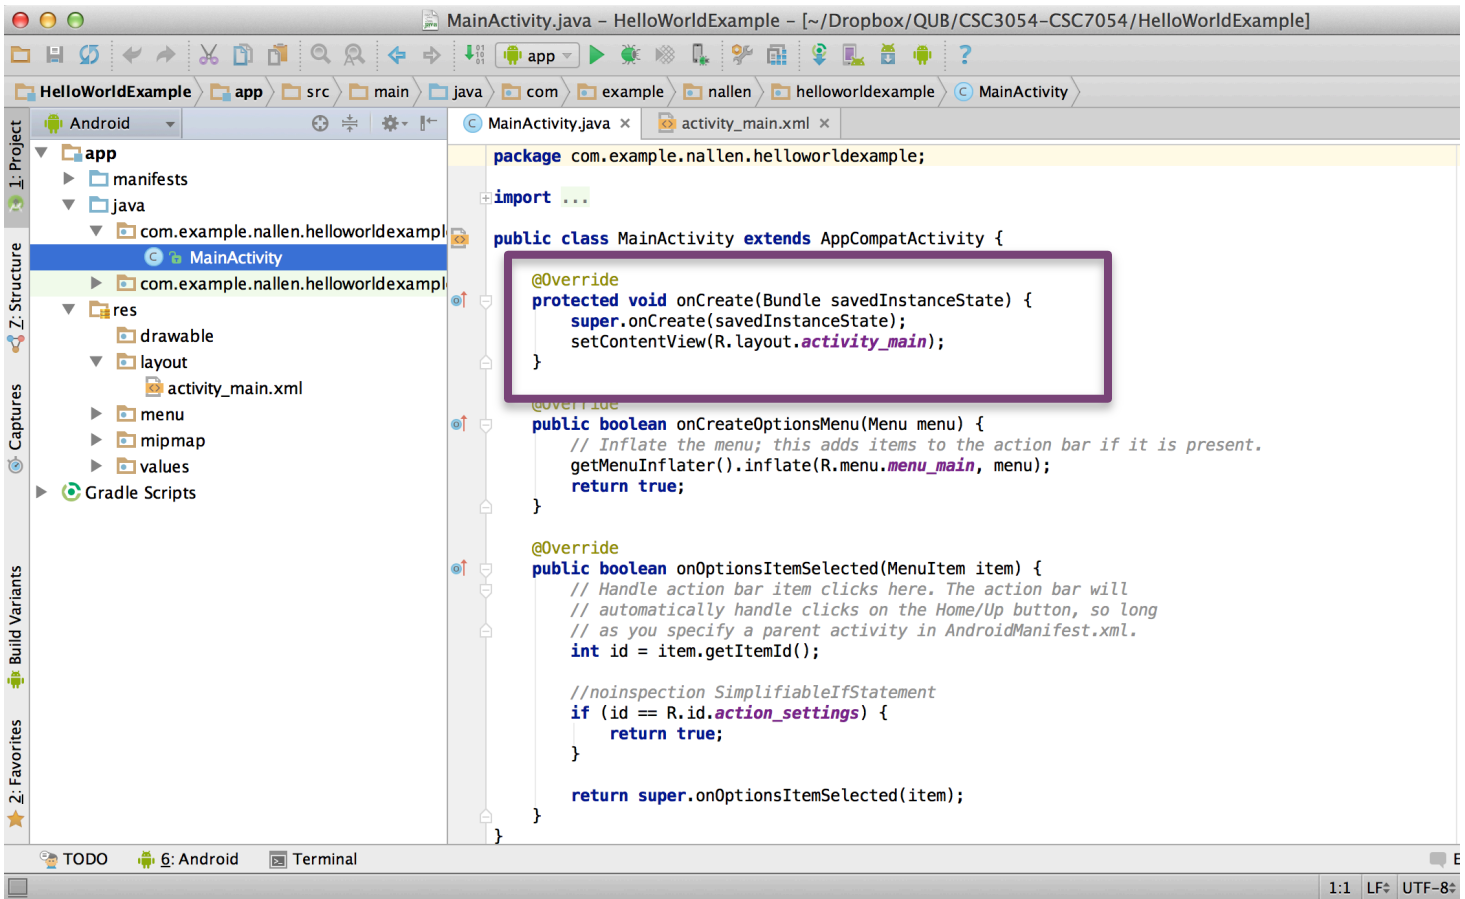 MainActivity.java – HelloWorldExample – [~/Dropbox/QUB/CSC3054-CSC7054/HelloWorldExample]
app
?
HelloWorldExample app src main java com example nallen helloworldexample C MainActivity
1: Project
Android
C MainActivity.java × activity_main.xml ×
app
manifests
java
com.example.nallen.helloworldexampl
C MainActivity
com.example.nallen.helloworldexampl
res
drawable
layout
activity_main.xml
menu
mipmap
values
Gradle Scripts
7: Structure
Captures
Build Variants
2: Favorites
package com.example.nallen.helloworldexample;
import ...
public class MainActivity extends AppCompatActivity {
@Override
protected void onCreate(Bundle savedInstanceState) {
super.onCreate(savedInstanceState);
setContentView(R.layout.activity_main);
}
@Override
public boolean onCreateOptionsMenu(Menu menu) {
// Inflate the menu; this adds items to the action bar if it is present.
getMenuInflater().inflate(R.menu.menu_main, menu);
return true;
}
@Override
public boolean onOptionsItemSelected(MenuItem item) {
// Handle action bar item clicks here. The action bar will
// automatically handle clicks on the Home/Up button, so long
// as you specify a parent activity in AndroidManifest.xml.
int id = item.getItemId();
//noinspection SimplifiableIfStatement
if (id == R.id.action_settings) {
return true;
}
return super.onOptionsItemSelected(item);
}
}
TODO 6: Android Terminal E
1:1 LF UTF-8